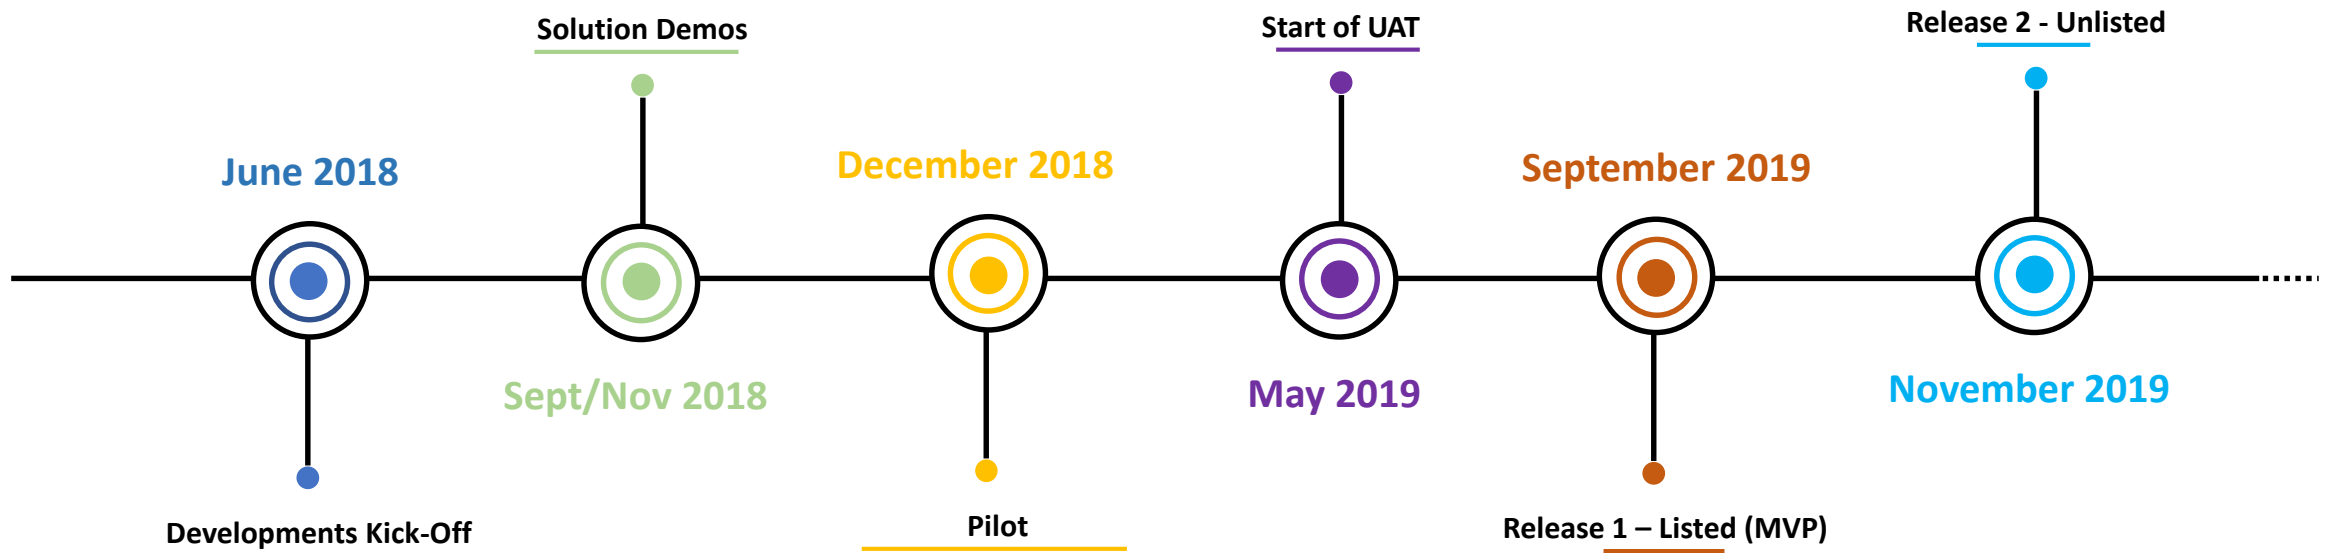 Solution Demos
Start of UAT
Release 2 - Unlisted
June 2018
December 2018
September 2019
Sept/Nov 2018
May 2019
November 2019
Developments Kick-Off
Pilot
Release 1 – Listed (MVP)